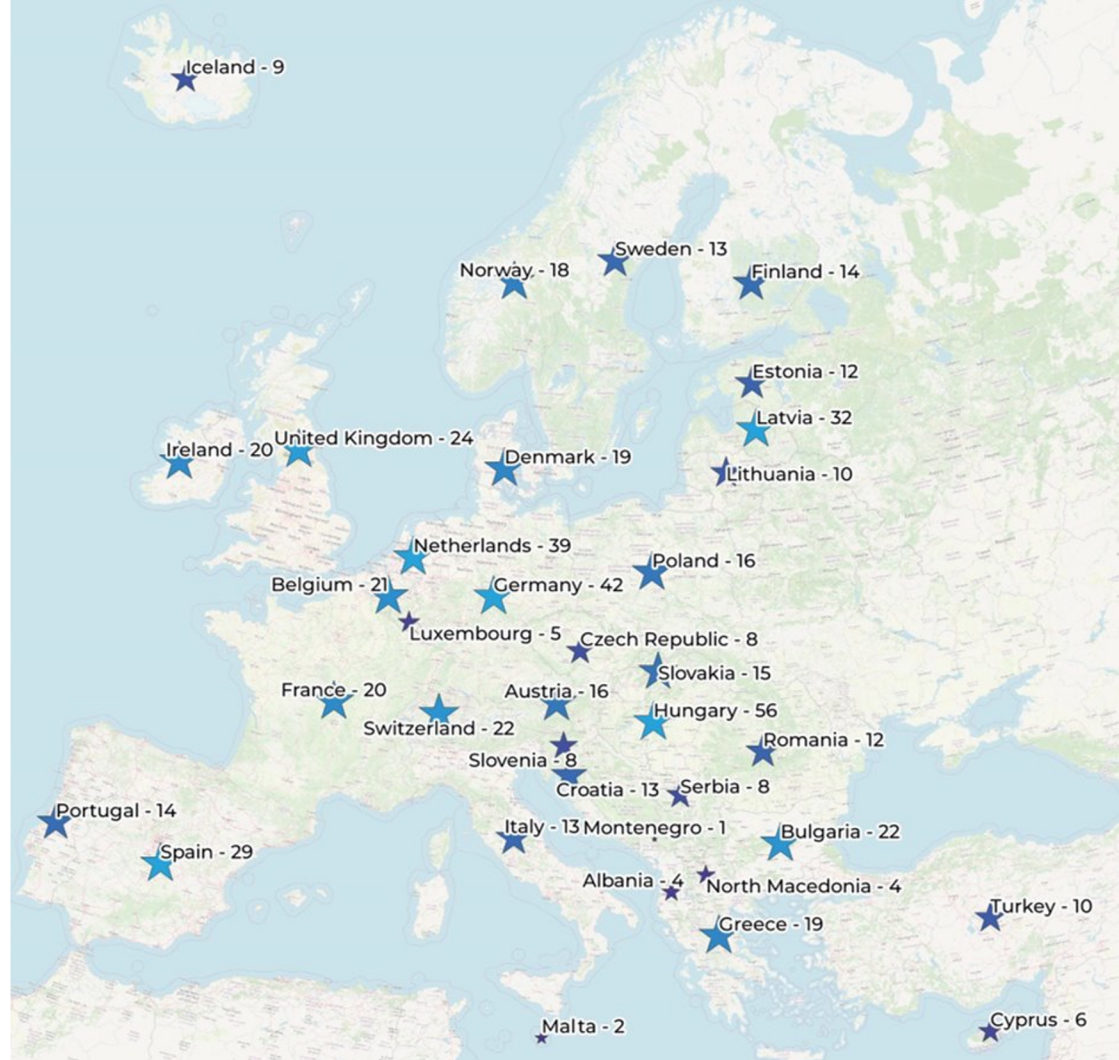 Iceland - 9
Sweden - 13
Norway - 18
Finland - 14
Estonia - 12
Latvia - 32
United Kingdom - 24
Ireland - 20
Denmark - 19
Lithuania - 10
Netherlands - 39
Poland - 16
Belgium - 21
Germany - 42
Luxembourg - 5
Czech Republic - 8
Slovakia - 15
France - 20
Austria - 16
Hungary - 56
Switzerland - 22
Romania - 12
Slovenia - 8
Croatia - 13
Serbia - 8
Portugal - 14
Italy - 13
Montenegro - 1
Bulgaria - 22
Spain - 29
Albania - 4
North Macedonia - 4
Turkey - 10
Greece - 19
Cyprus - 6
Malta - 2